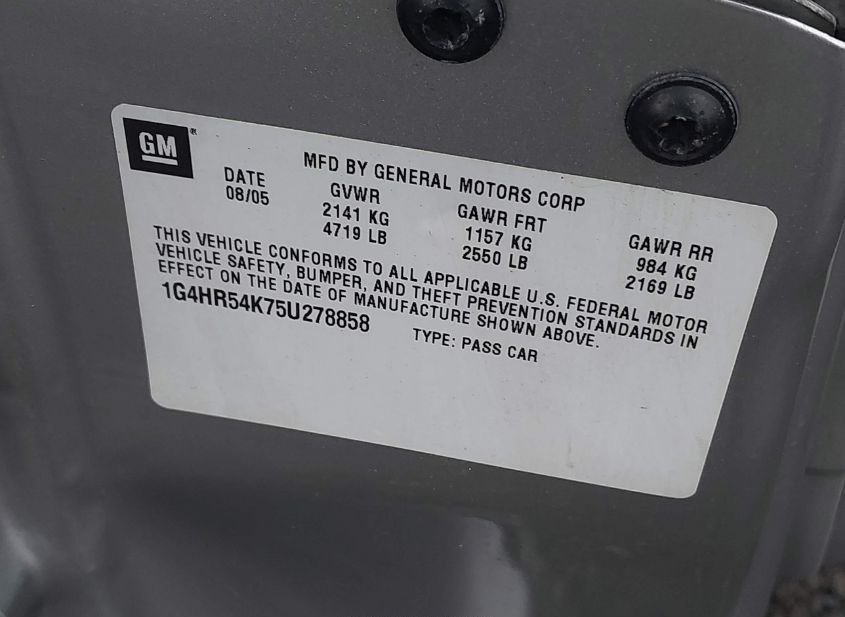 GM®
MFD BY GENERAL MOTORS CORP
DATE GVWR GAWR FRT GAWR RR
08/05 2141 KG 1157 KG 984 KG
4719 LB 2550 LB 2169 LB
THIS VEHICLE CONFORMS TO ALL APPLICABLE U.S. FEDERAL MOTOR
VEHICLE SAFETY, BUMPER, AND THEFT PREVENTION STANDARDS IN
EFFECT ON THE DATE OF MANUFACTURE SHOWN ABOVE.
1G4HR54K75U278858 TYPE: PASS CAR